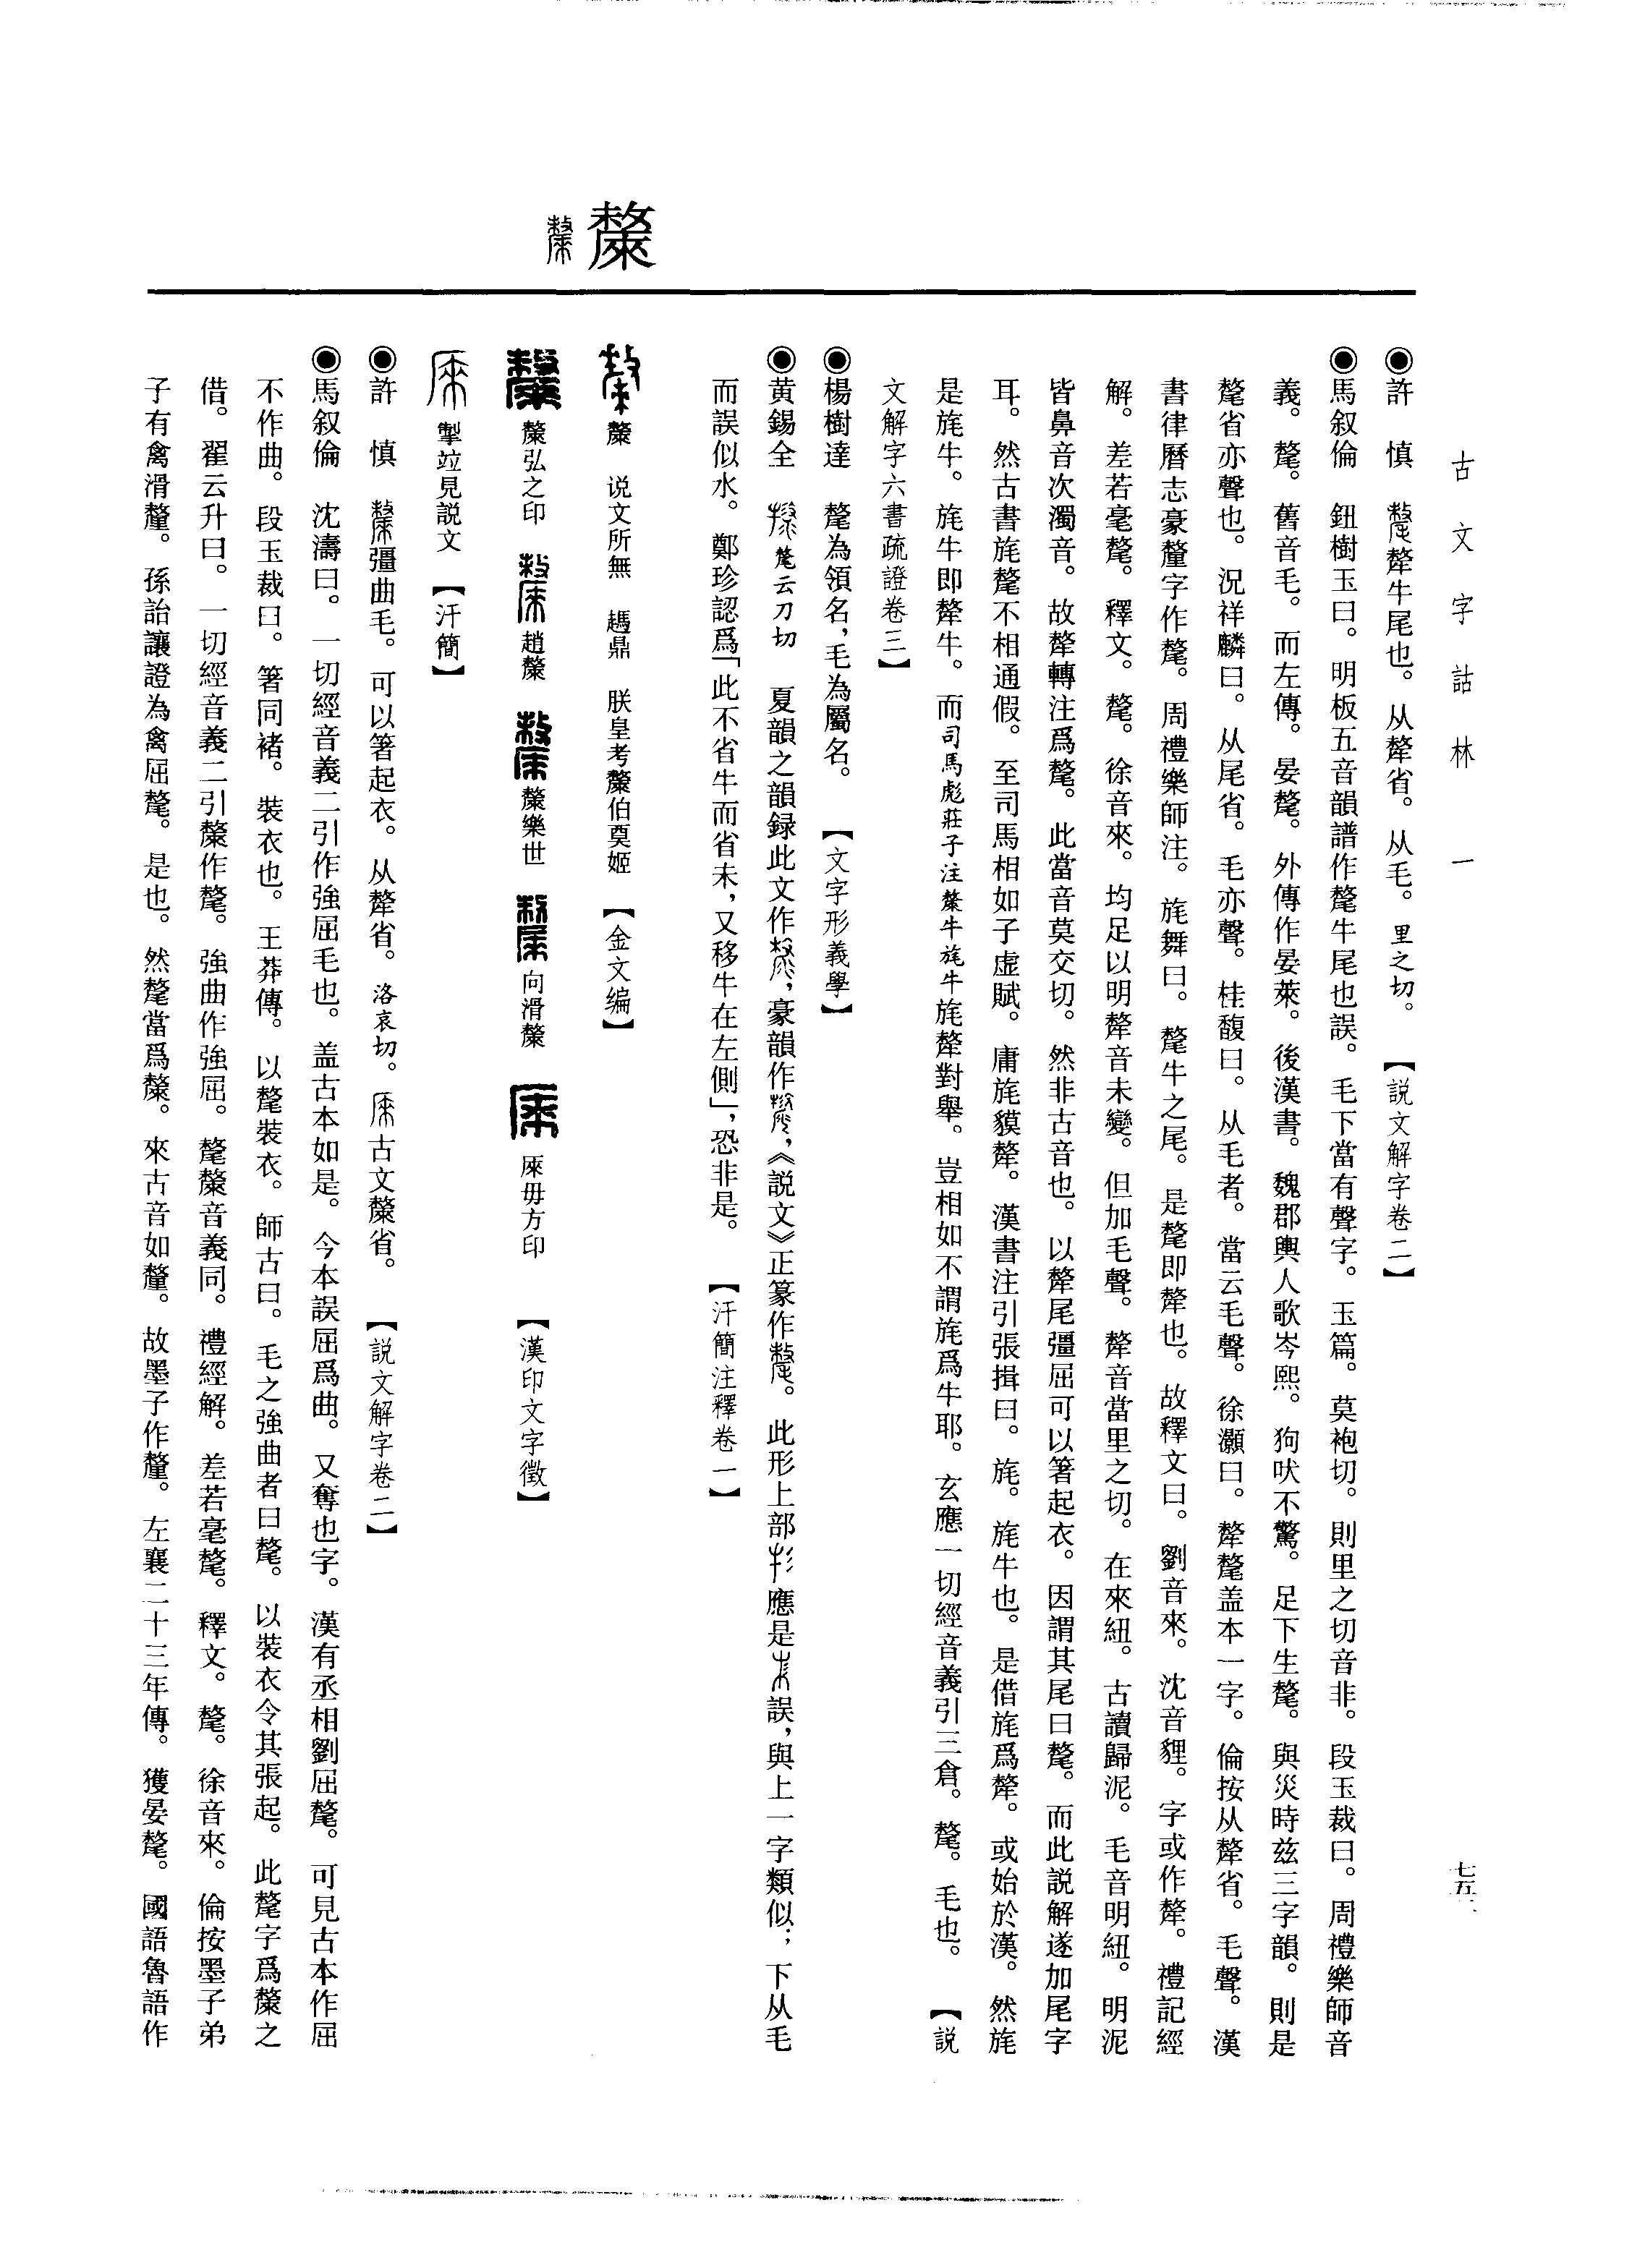 古文字詁林 一
◉許　慎　犛牛尾也。从犛省。从毛。里之切。【説文解字卷二】
◉馬叙倫　鈕樹玉曰。明板五音韻譜作氂牛尾也誤。毛下當有聲字。玉篇。莫袍切。則里之切音非。段玉裁曰。周禮樂師音
義。氂。舊音毛。而左傳。晏氂。外傳作晏萊。後漢書。魏郡輿人歌岑熙。狗吠不驚。足下生氂。與災時茲三字韻。則是
氂省亦聲也。況祥麟曰。从尾省。毛亦聲。桂馥曰。从毛者。當云毛聲。徐灝曰。犛氂盖本一字。倫按从犛省。毛聲。漢
書律曆志豪釐字作氂。周禮樂師注。旄舞曰。氂牛之尾。是氂即犛也。故釋文曰。劉音來。沈音貍。字或作犛。禮記經
解。差若毫氂。釋文。氂。徐音來。均足以明犛音未變。但加毛聲。犛音當里之切。在來紐。古讀歸泥。毛音明紐。明泥
皆鼻音次濁音。故犛轉注爲氂。此當音莫交切。然非古音也。以犛尾彊屈可以箸起衣。因謂其尾曰氂。而此説解遂加尾字
耳。然古書旄氂不相通假。至司馬相如子虛賦。庸旄貘犛。漢書注引張揖曰。旄。旄牛也。是借旄爲犛。或始於漢。然旄
是旄牛。旄牛即犛牛。而司馬彪莊子注斄牛旄牛旄犛對舉。豈相如不謂旄爲牛耶。玄應一切經音義引三倉。氂。毛也。【説
文解字六書疏證卷三】
◉楊樹達　氂為領名，毛為屬名。【文字形義學】
◉黄錫全　氂云刀切　夏韻之韻録此文作，豪韻作，《説文》正篆作。此形上部應是誤，與上一字類似；下从毛
而誤似水。鄭珍認爲「此不省牛而省未，又移牛在左側」，恐非是。【汗簡注釋卷一】
斄
斄　说文所無　鼎　朕皇考斄伯奠姬【金文编】
斄弘之印　趙斄　斄樂世　向滑斄　厤毋方印【漢印文字徵】
竝見説文【汗簡】
◉許　慎　彊曲毛。可以箸起衣。从犛省。洛哀切。古文斄省。【説文解字卷二】
◉馬叙倫　沈濤曰。一切經音義二引作強屈毛也。盖古本如是。今本誤屈爲曲。又奪也字。漢有丞相劉屈氂。可見古本作屈
不作曲。段玉裁曰。箸同褚。裝衣也。王莽傳。以氂裝衣。師古曰。毛之強曲者曰氂。以裝衣令其張起。此氂字爲斄之
借。翟云升曰。一切經音義二引斄作氂。強曲作強屈。氂斄音義同。禮經解。差若毫氂。釋文。氂。徐音來。倫按墨子弟
子有禽滑釐。孫詒讓證為禽屈氂。是也。然氂當爲斄。來古音如釐。故墨子作釐。左襄二十三年傳。獲晏氂。國語魯語作